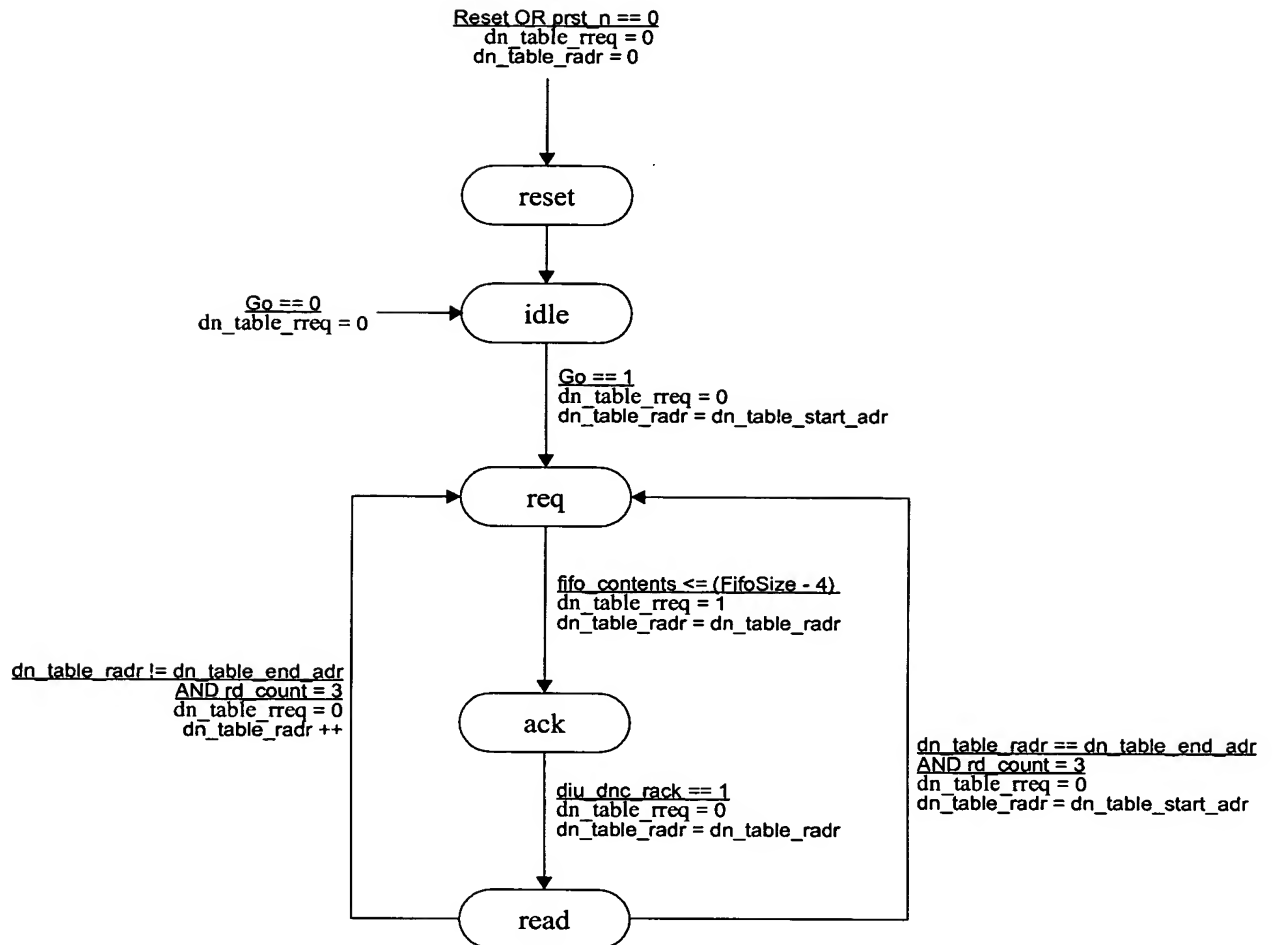 Reset OR prst_n == 0
dn_table_rreq = 0
dn_table_radr = 0
reset
Go == 0
dn_table_rreq = 0
idle
Go == 1
dn_table_rreq = 0
dn_table_radr = dn_table_start_adr
req
fifo_contents <= (FifoSize - 4)
dn_table_rreq = 1
dn_table_radr = dn_table_radr
dn_table_radr != dn_table_end_adr
AND rd_count = 3
dn_table_rreq = 0
dn_table_radr ++
ack
dn_table_radr == dn_table_end_adr
AND rd_count = 3
dn_table_rreq = 0
dn_table_radr = dn_table_start_adr
diu_dnc_rack == 1
dn_table_rreq = 0
dn_table_radr = dn_table_radr
read